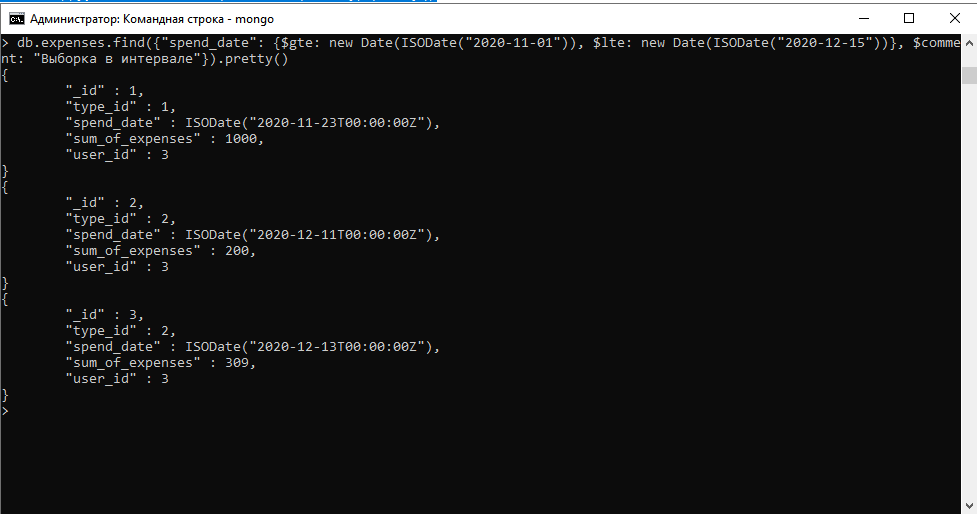 Администратор: Командная строка - mongo
> db.expenses.find({"spend_date": {$gte: new Date(ISODate("2020-11-01")), $lte: new Date(ISODate("2020-12-15"))}, $comme
nt: "Выборка в интервале"}).pretty()
{
        "_id" : 1,
        "type_id" : 1,
        "spend_date" : ISODate("2020-11-23T00:00:00Z"),
        "sum_of_expenses" : 1000,
        "user_id" : 3
}
{
        "_id" : 2,
        "type_id" : 2,
        "spend_date" : ISODate("2020-12-11T00:00:00Z"),
        "sum_of_expenses" : 200,
        "user_id" : 3
}
{
        "_id" : 3,
        "type_id" : 2,
        "spend_date" : ISODate("2020-12-13T00:00:00Z"),
        "sum_of_expenses" : 309,
        "user_id" : 3
}
>